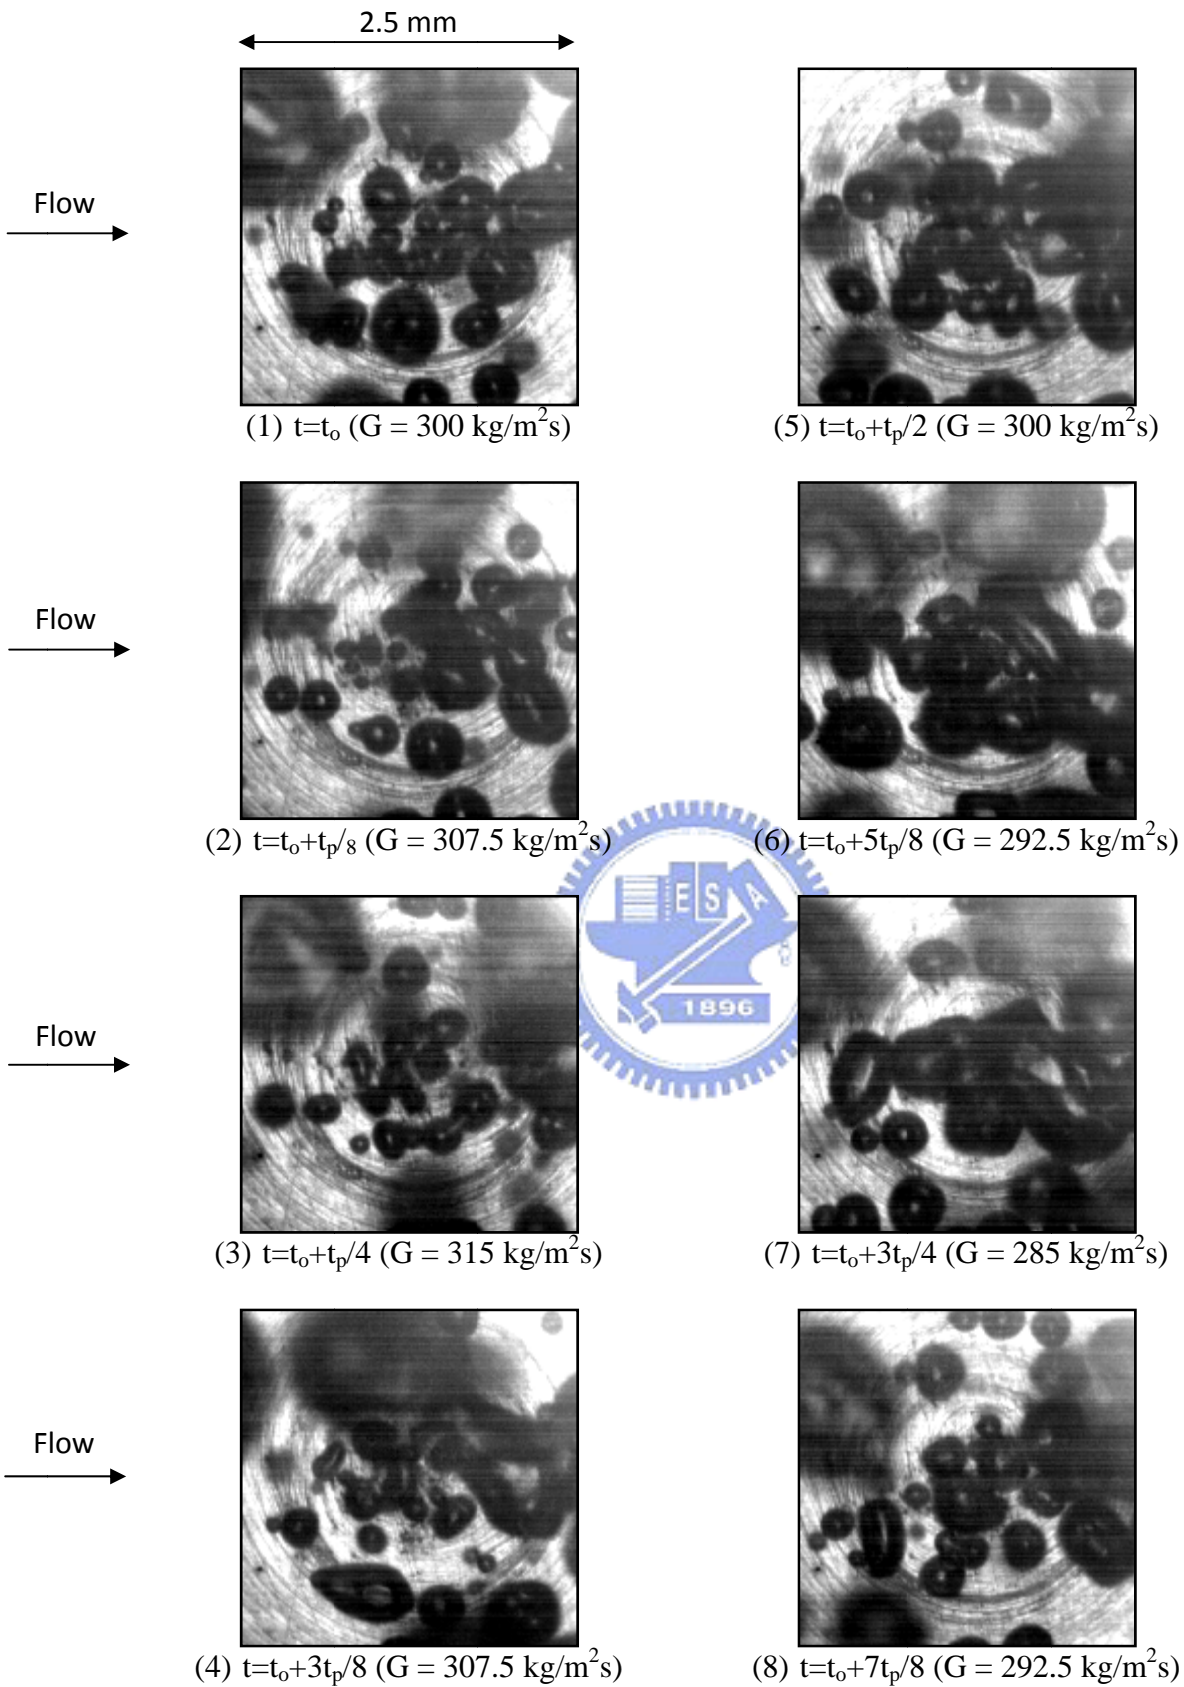 2.5 mm
Flow
(1) t=tₒ (G = 300 kg/m²s)
(5) t=tₒ+tₚ/2 (G = 300 kg/m²s)
Flow
(2) t=tₒ+tₚ/₈ (G = 307.5 kg/m²s)
(6) t=tₒ+5tₚ/8 (G = 292.5 kg/m²s)
E S A
1896
Flow
(3) t=tₒ+tₚ/4 (G = 315 kg/m²s)
(7) t=tₒ+3tₚ/4 (G = 285 kg/m²s)
Flow
(4) t=tₒ+3tₚ/8 (G = 307.5 kg/m²s)
(8) t=tₒ+7tₚ/8 (G = 292.5 kg/m²s)